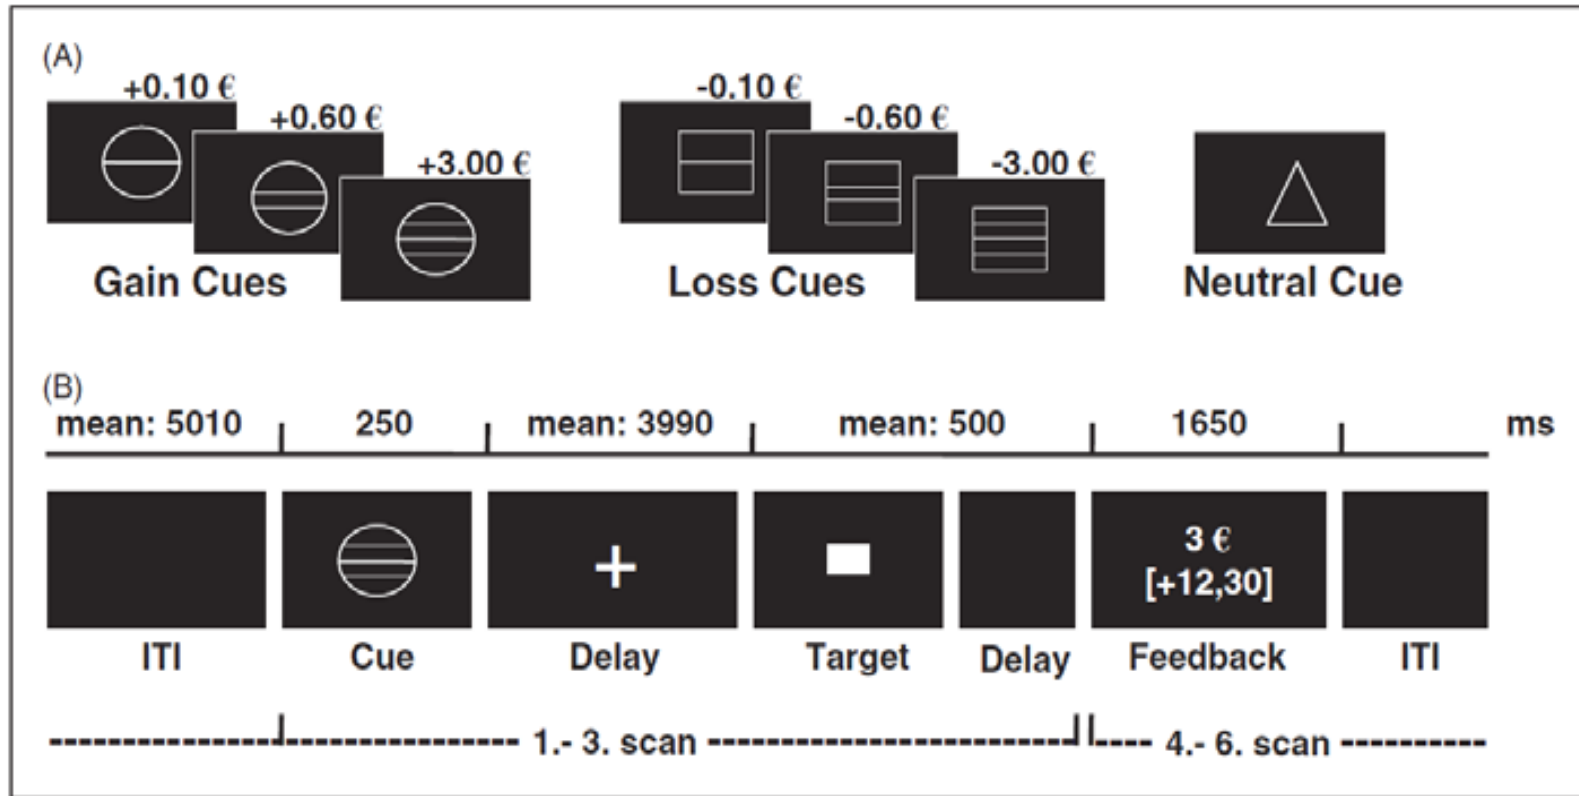 (A)
+0.10 €
+0.60 €
+3.00 €
Gain Cues
-0.10 €
-0.60 €
-3.00 €
Loss Cues
Neutral Cue
(B)
mean: 5010 250 mean: 3990 mean: 500 1650 ms
3 €
[+12,30]
ITI Cue Delay Target Delay Feedback ITI
1.- 3. scan 4.- 6. scan